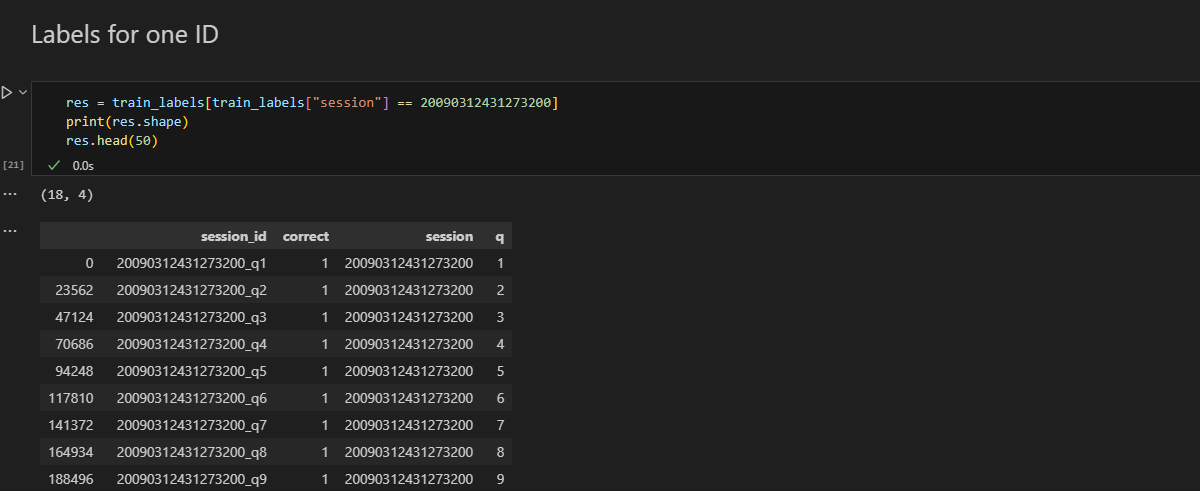 Labels for one ID
res = train_labels[train_labels["session"] == 20090312431273200]
print(res.shape)
res.head(50)
[21] 0.0s
... (18, 4)
...
session_id correct session q
0 20090312431273200_q1 1 20090312431273200 1
23562 20090312431273200_q2 1 20090312431273200 2
47124 20090312431273200_q3 1 20090312431273200 3
70686 20090312431273200_q4 1 20090312431273200 4
94248 20090312431273200_q5 1 20090312431273200 5
117810 20090312431273200_q6 1 20090312431273200 6
141372 20090312431273200_q7 1 20090312431273200 7
164934 20090312431273200_q8 1 20090312431273200 8
188496 20090312431273200_q9 1 20090312431273200 9